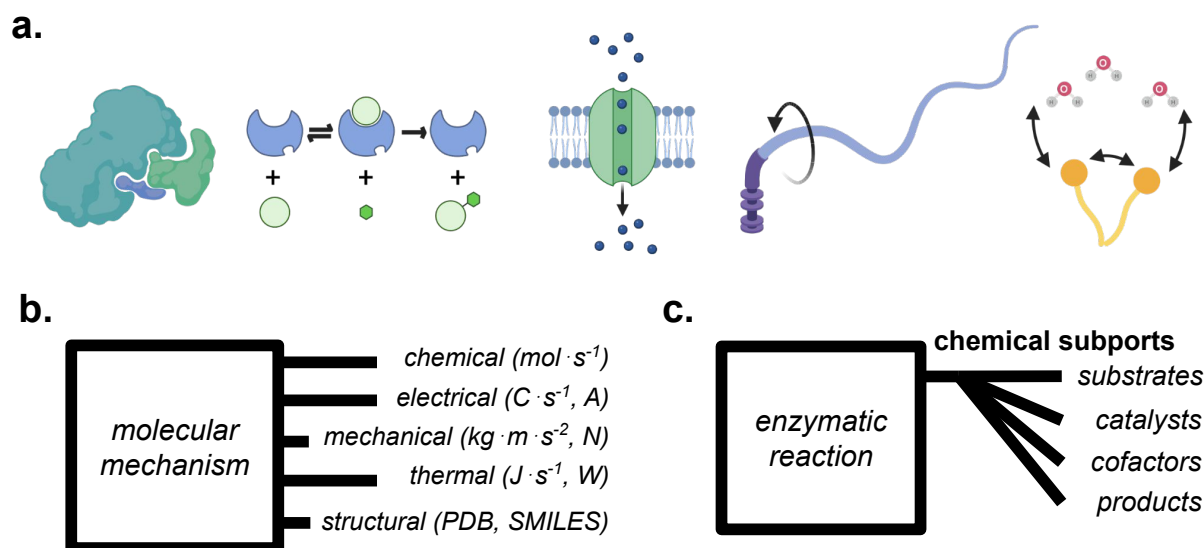 a.
+
+
+
O
H
H
O
H
H
O
H
H
b.
molecular
mechanism
chemical (mol·s⁻¹)
electrical (C·s⁻¹, A)
mechanical (kg·m·s⁻², N)
thermal (J·s⁻¹, W)
structural (PDB, SMILES)
c.
enzymatic
reaction
chemical subports
substrates
catalysts
cofactors
products